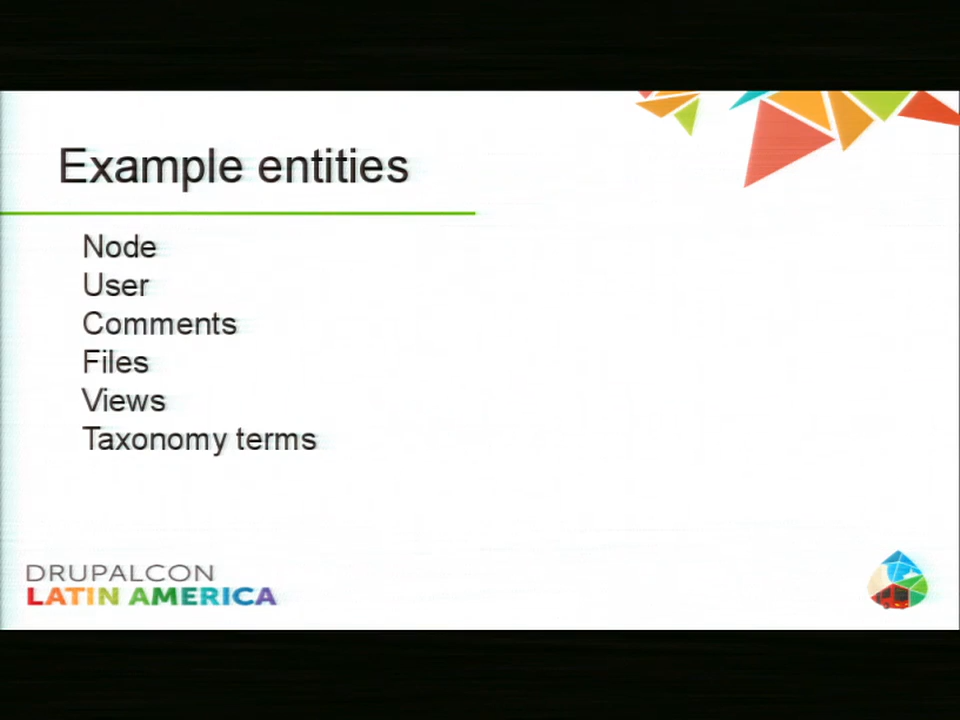 Example entities
Node
User
Comments
Files
Views
Taxonomy terms
DRUPALCON
LATIN AMERICA